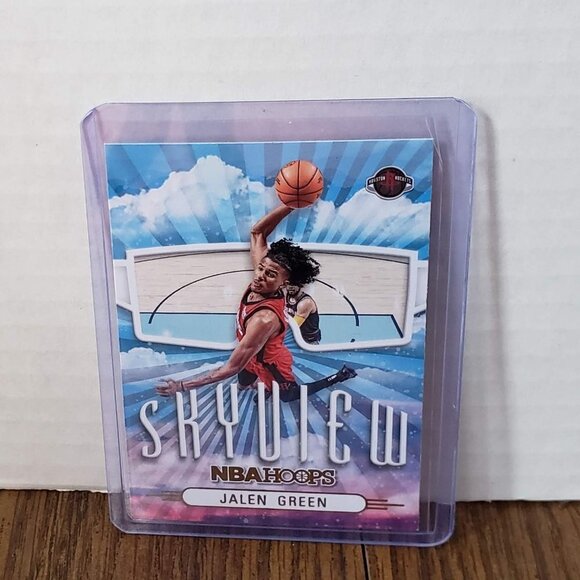 HOUSTON ROCKETS
SKYVIEW
NBA HOOPS
JALEN GREEN